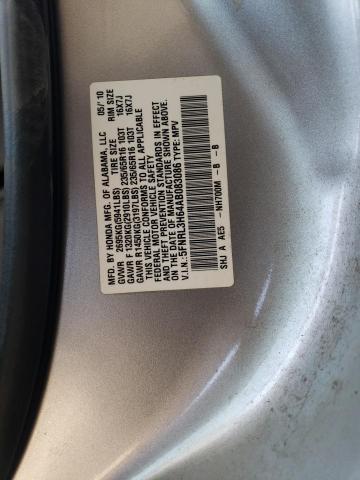 MFD. BY HONDA MFG. OF ALABAMA, LLC 05/'10
GVWR 2695KG(5941LBS) TIRE SIZE RIM SIZE
GAWR F 1320KG(2910LBS) 235/65R16 103T 16X7J
GAWR R 1450KG(3197LBS) 235/65R16 103T 16X7J
THIS VEHICLE CONFORMS TO ALL APPLICABLE
FEDERAL MOTOR VEHICLE SAFETY
AND THEFT PREVENTION STANDARDS IN EFFECT
ON THE DATE OF MANUFACTURE SHOWN ABOVE.
V.I.N.: 5FNRL3H64AB083086 TYPE: MPV
SHJ A AE5 - NH700M - B - B